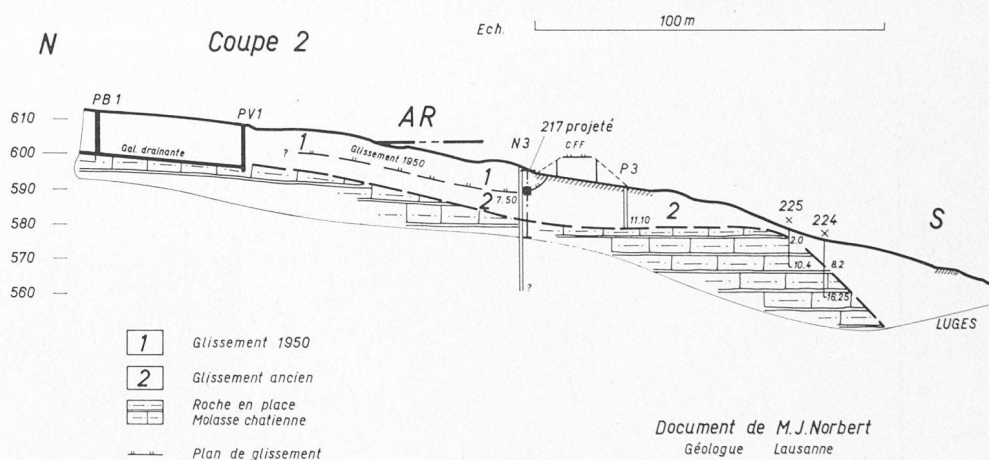 Ech. 100 m
N Coupe 2
PB 1
PV1
610
600
590
580
570
560
AR
Gal. drainante
?
1
Glissement 1950
1
2
7.50
N3
217 projeté
CFF
P3
11.10
2
?
225
224
2.0
10.4
8.2
16.25
S
LUGES
1 Glissement 1950
2 Glissement ancien
Roche en place
Molasse chatienne
Plan de glissement
Document de M.J.Norbert
Géologue Lausanne